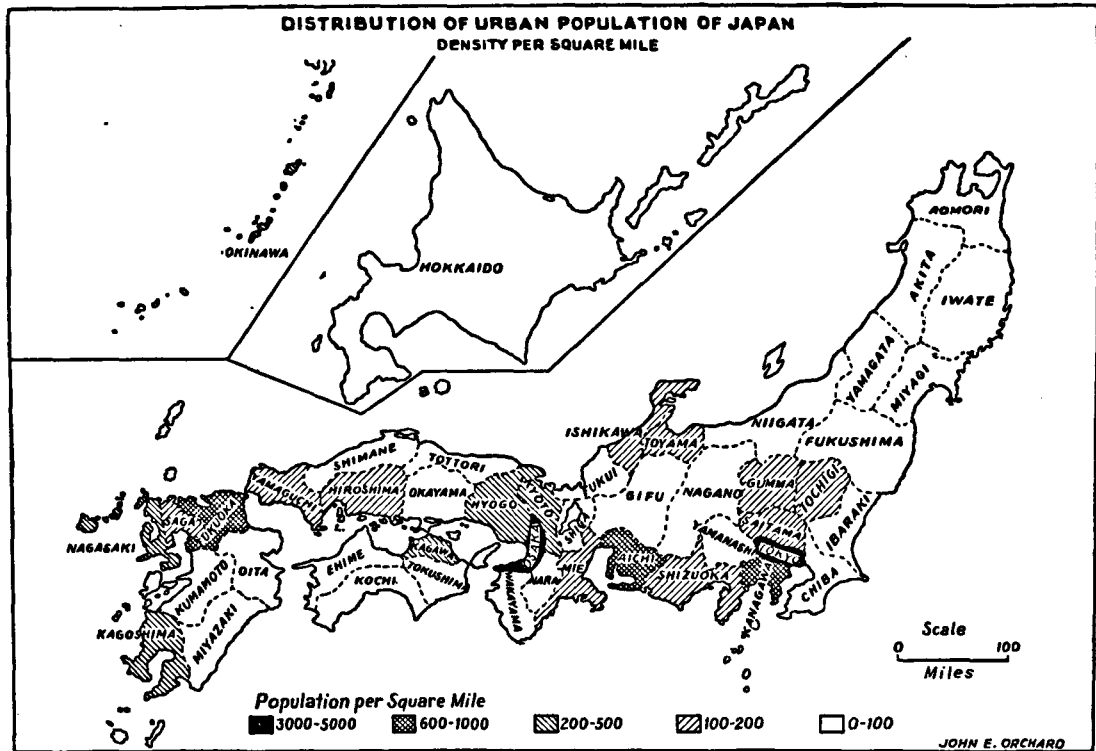 DISTRIBUTION OF URBAN POPULATION OF JAPAN
DENSITY PER SQUARE MILE
OKINAWA
HOKKAIDO
AOMORI
AKITA
IWATE
YAMAGATA
MIYAGI
NIIGATA
FUKUSHIMA
ISHIKAWA
TOYAMA
GUMMA
TOCHIGI
FUKUI
GIFU
NAGANO
IBARAKI
SHIMANE
TOTTORI
YAMAGUCHI
HIROSHIMA
OKAYAMA
HYOGO
KYOTO
SHIGA
SAITAMA
TOKYO
YAMANASHI
CHIBA
KANAGAWA
SAGA
FUKUOKA
NAGASAKI
OITA
KUMAMOTO
EHIME
KAGAWA
TOKUSHIM
KOCHI
OSAKA
NARA
MIE
AICHI
SHIZUOKA
WAKAYAMA
KAGOSHIMA
MIYAZAKI
Scale
0 100
Miles
Population per Square Mile
3000-5000 600-1000 200-500 100-200 0-100
JOHN E. ORCHARD